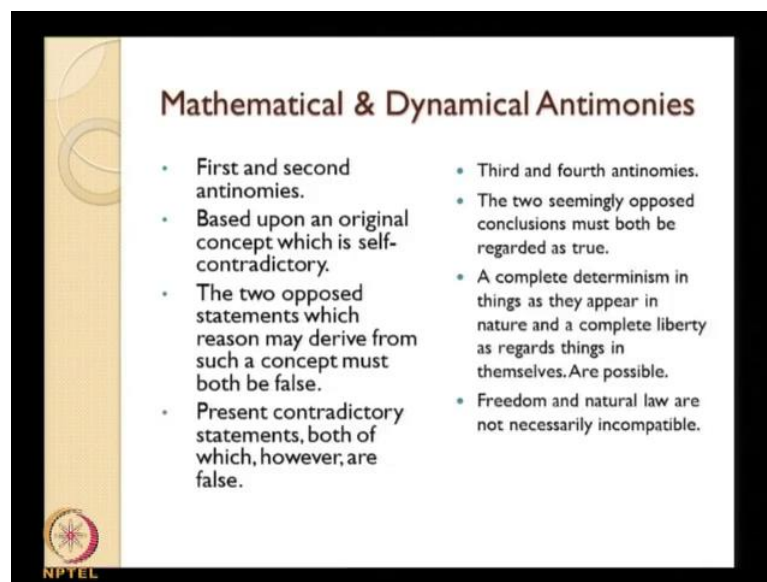 Mathematical & Dynamical Antimonies
First and second
antinomies.
Based upon an original
concept which is self-
contradictory.
The two opposed
statements which
reason may derive from
such a concept must
both be false.
Present contradictory
statements, both of
which, however, are
false.
Third and fourth antinomies.
The two seemingly opposed
conclusions must both be
regarded as true.
A complete determinism in
things as they appear in
nature and a complete liberty
as regards things in
themselves. Are possible.
Freedom and natural law are
not necessarily incompatible.
NPTEL